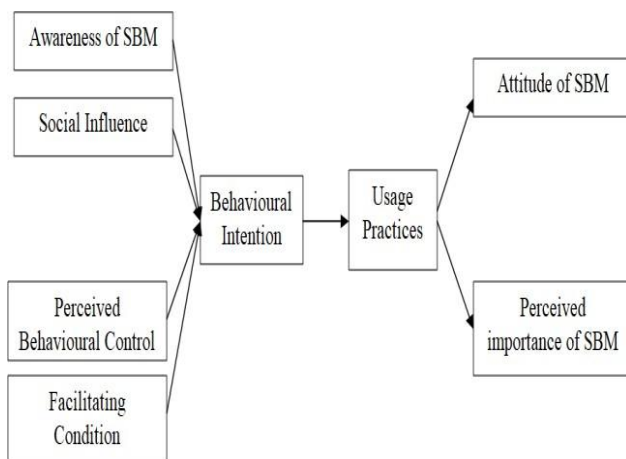 Awareness of SBM
Social Influence
Perceived
Behavioural Control
Facilitating
Condition
Behavioural
Intention
Usage
Practices
Attitude of SBM
Perceived
importance of SBM